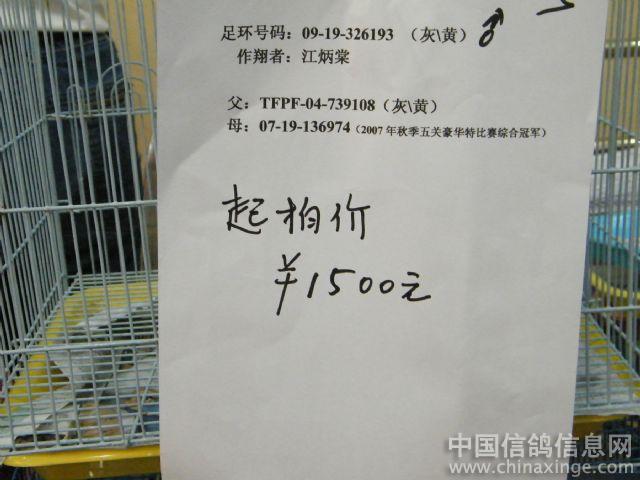 足环号码：09-19-326193 （灰\黄） ♂
作翔者：江炳棠
父：TFPF-04-739108（灰\黄）
母：07-19-136974（2007年秋季五关豪华特比赛综合冠军）
起拍价
¥1500元
中国信鸽信息网
www.chinaxinge.com